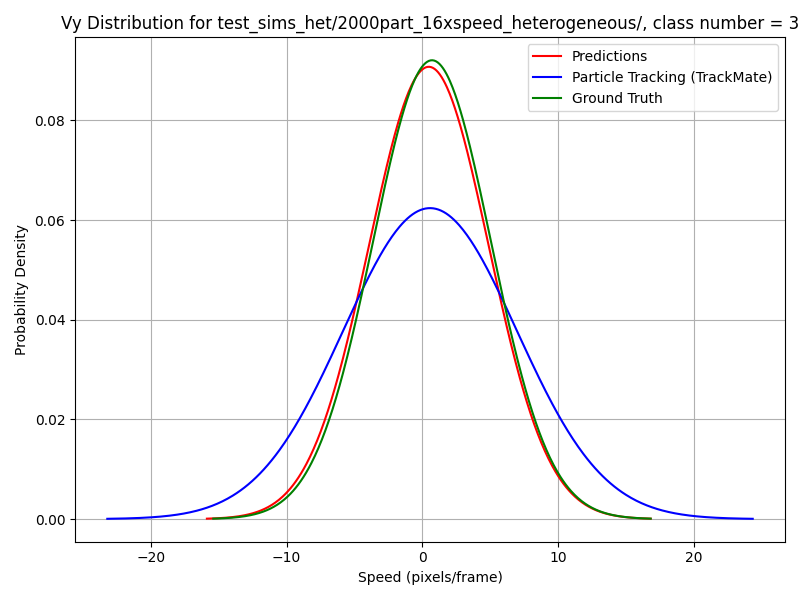 Vy Distribution for test_sims_het/2000part_16xspeed_heterogeneous/, class number = 3
Predictions
Particle Tracking (TrackMate)
Ground Truth
Probability Density
0.08
0.06
0.04
0.02
0.00
−20
−10
0
10
20
Speed (pixels/frame)